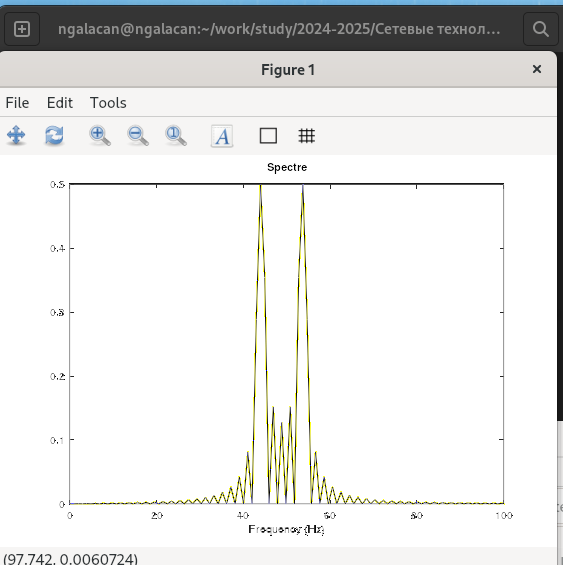 ngalacan@ngalacan:~/work/study/2024-2025/Сетевые технол...
Figure 1
×
File Edit Tools
A
Spectre
0.5
0.4
0.3
0.2
0.1
0
0 20 40 60 80 100
Frequency (Hz)
(97.742, 0.0060724)